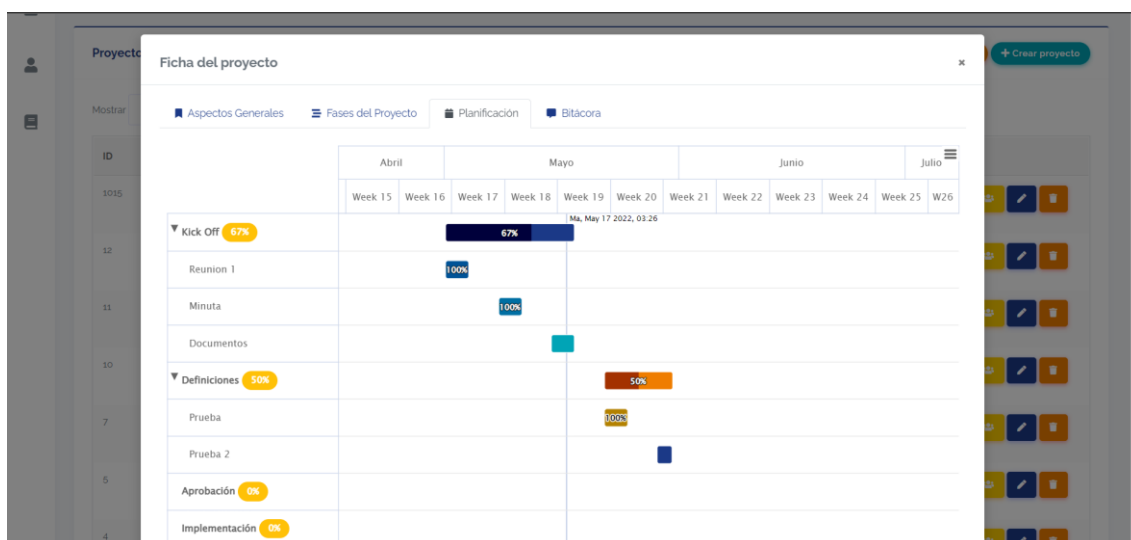 Proyecto
+ Crear proyecto
Ficha del proyecto
×
Mostrar
Aspectos Generales
Fases del Proyecto
Planificación
Bitácora
ID
Abril
Mayo
Junio
Julio
Week 15
Week 16
Week 17
Week 18
Week 19
Week 20
Week 21
Week 22
Week 23
Week 24
Week 25
W26
1015
Ma, May 17 2022, 03:26
Kick Off 67%
67%
12
Reunion 1
100%
11
Minuta
100%
Documentos
10
Definiciones 50%
50%
7
Prueba
100%
Prueba 2
5
Aprobación 0%
4
Implementación 0%